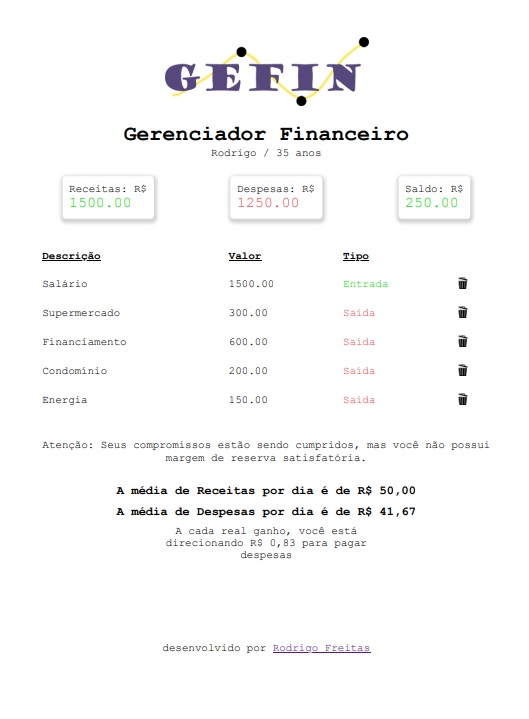 GEFIN
Gerenciador Financeiro
Rodrigo / 35 anos
Receitas: R$ Despesas: R$ Saldo: R$
1500.00 1250.00 250.00
Descrição Valor Tipo
Salário 1500.00 Entrada
Supermercado 300.00 Saída
Financiamento 600.00 Saída
Condomínio 200.00 Saída
Energia 150.00 Saída
Atenção: Seus compromissos estão sendo cumpridos, mas você não possui
margem de reserva satisfatória.
A média de Receitas por dia é de R$ 50,00
A média de Despesas por dia é de R$ 41,67
A cada real ganho, você está
direcionando R$ 0,83 para pagar
despesas
desenvolvido por Rodrigo Freitas